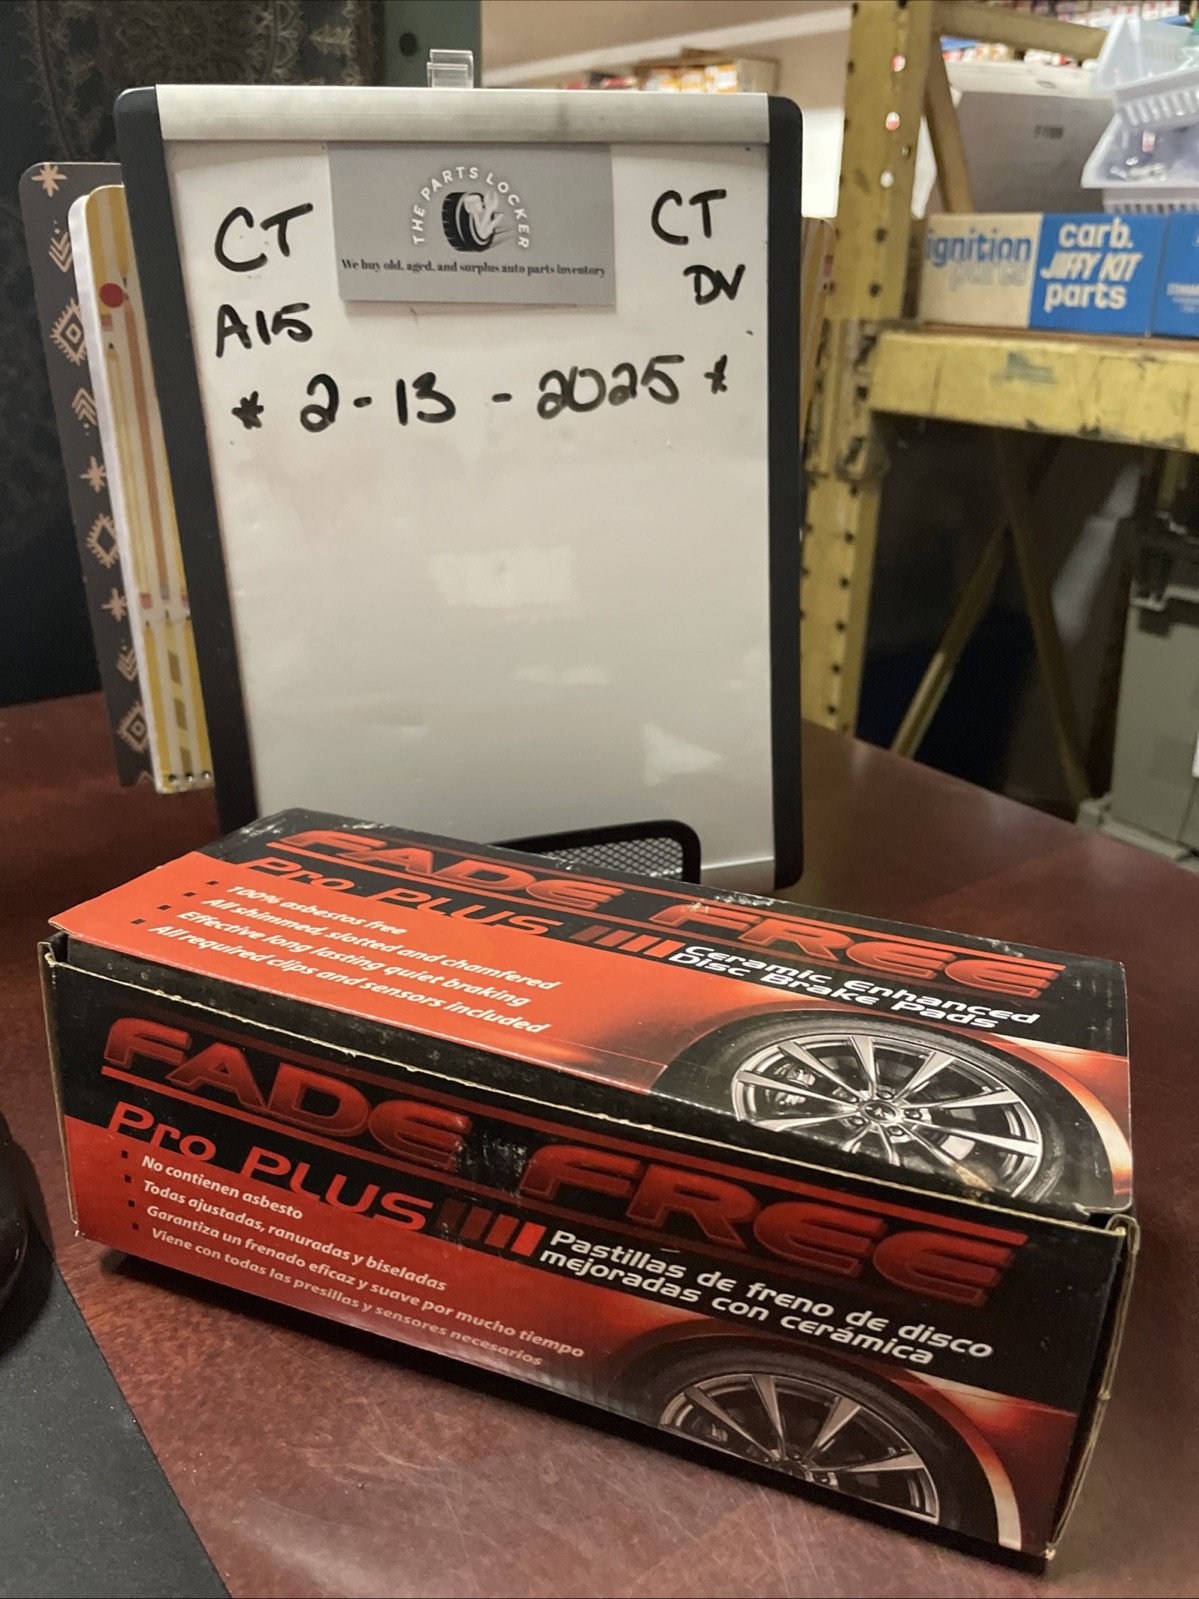 THE PARTS LOCKER
We buy old, aged, and surplus auto parts inventory
CT
A15
CT
DV
* 2-13-2025 *
ignition
parts
carb.
JIFFY KIT
parts
FADE FREE
Pro PLUS
100% asbestos free
All shimmed, slotted and chamfered
Effective long lasting quiet braking
All required clips and sensors included
Ceramic Enhanced
Disc Brake Pads
FADE FREE
Pro PLUS
No contienen asbesto
Todas ajustadas, ranuradas y biseladas
Garantiza un frenado eficaz y suave por mucho tiempo
Viene con todas las presillas y sensores necesarios
Pastillas de freno de disco
mejoradas con cerámica